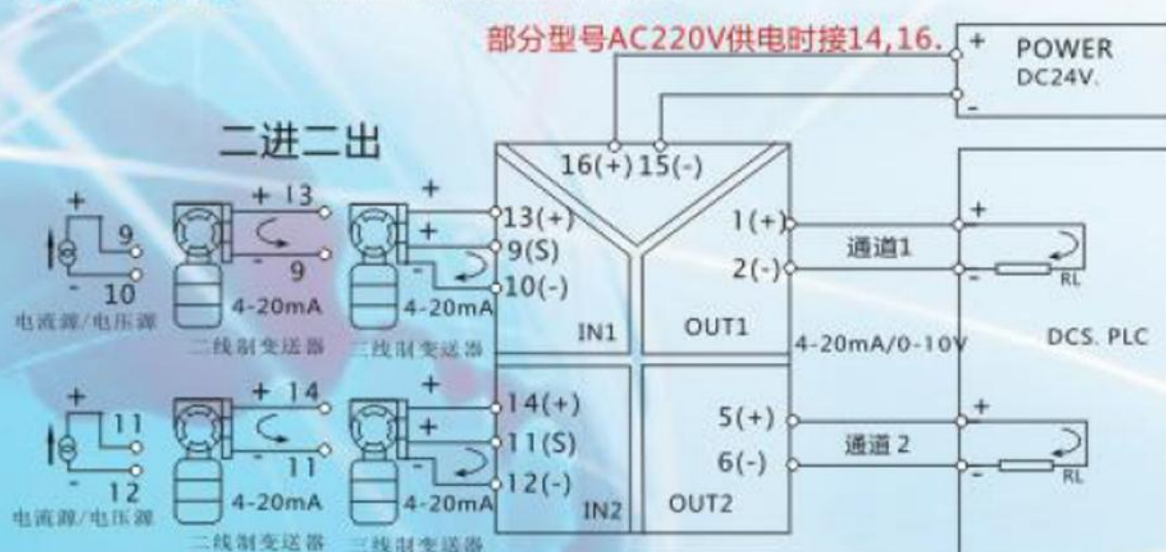 部分型号AC220V供电时接14,16.
+ POWER
DC24V.
-
二进二出
16(+) 15(-)
+ 9
- 10
电流源/电压源
+ 13
- 9
4-20mA
二线制变送器
+
+
-
4-20mA
三线制变送器
13(+)
9(S)
10(-)
IN1
1(+)
2(-)
OUT1
通道1
4-20mA/0-10V
+
-
RL
DCS. PLC
+ 11
- 12
电流源/电压源
+ 14
- 11
4-20mA
二线制变送器
+
+
-
4-20mA
三线制变送器
14(+)
11(S)
12(-)
IN2
5(+)
6(-)
OUT2
通道 2
+
-
RL